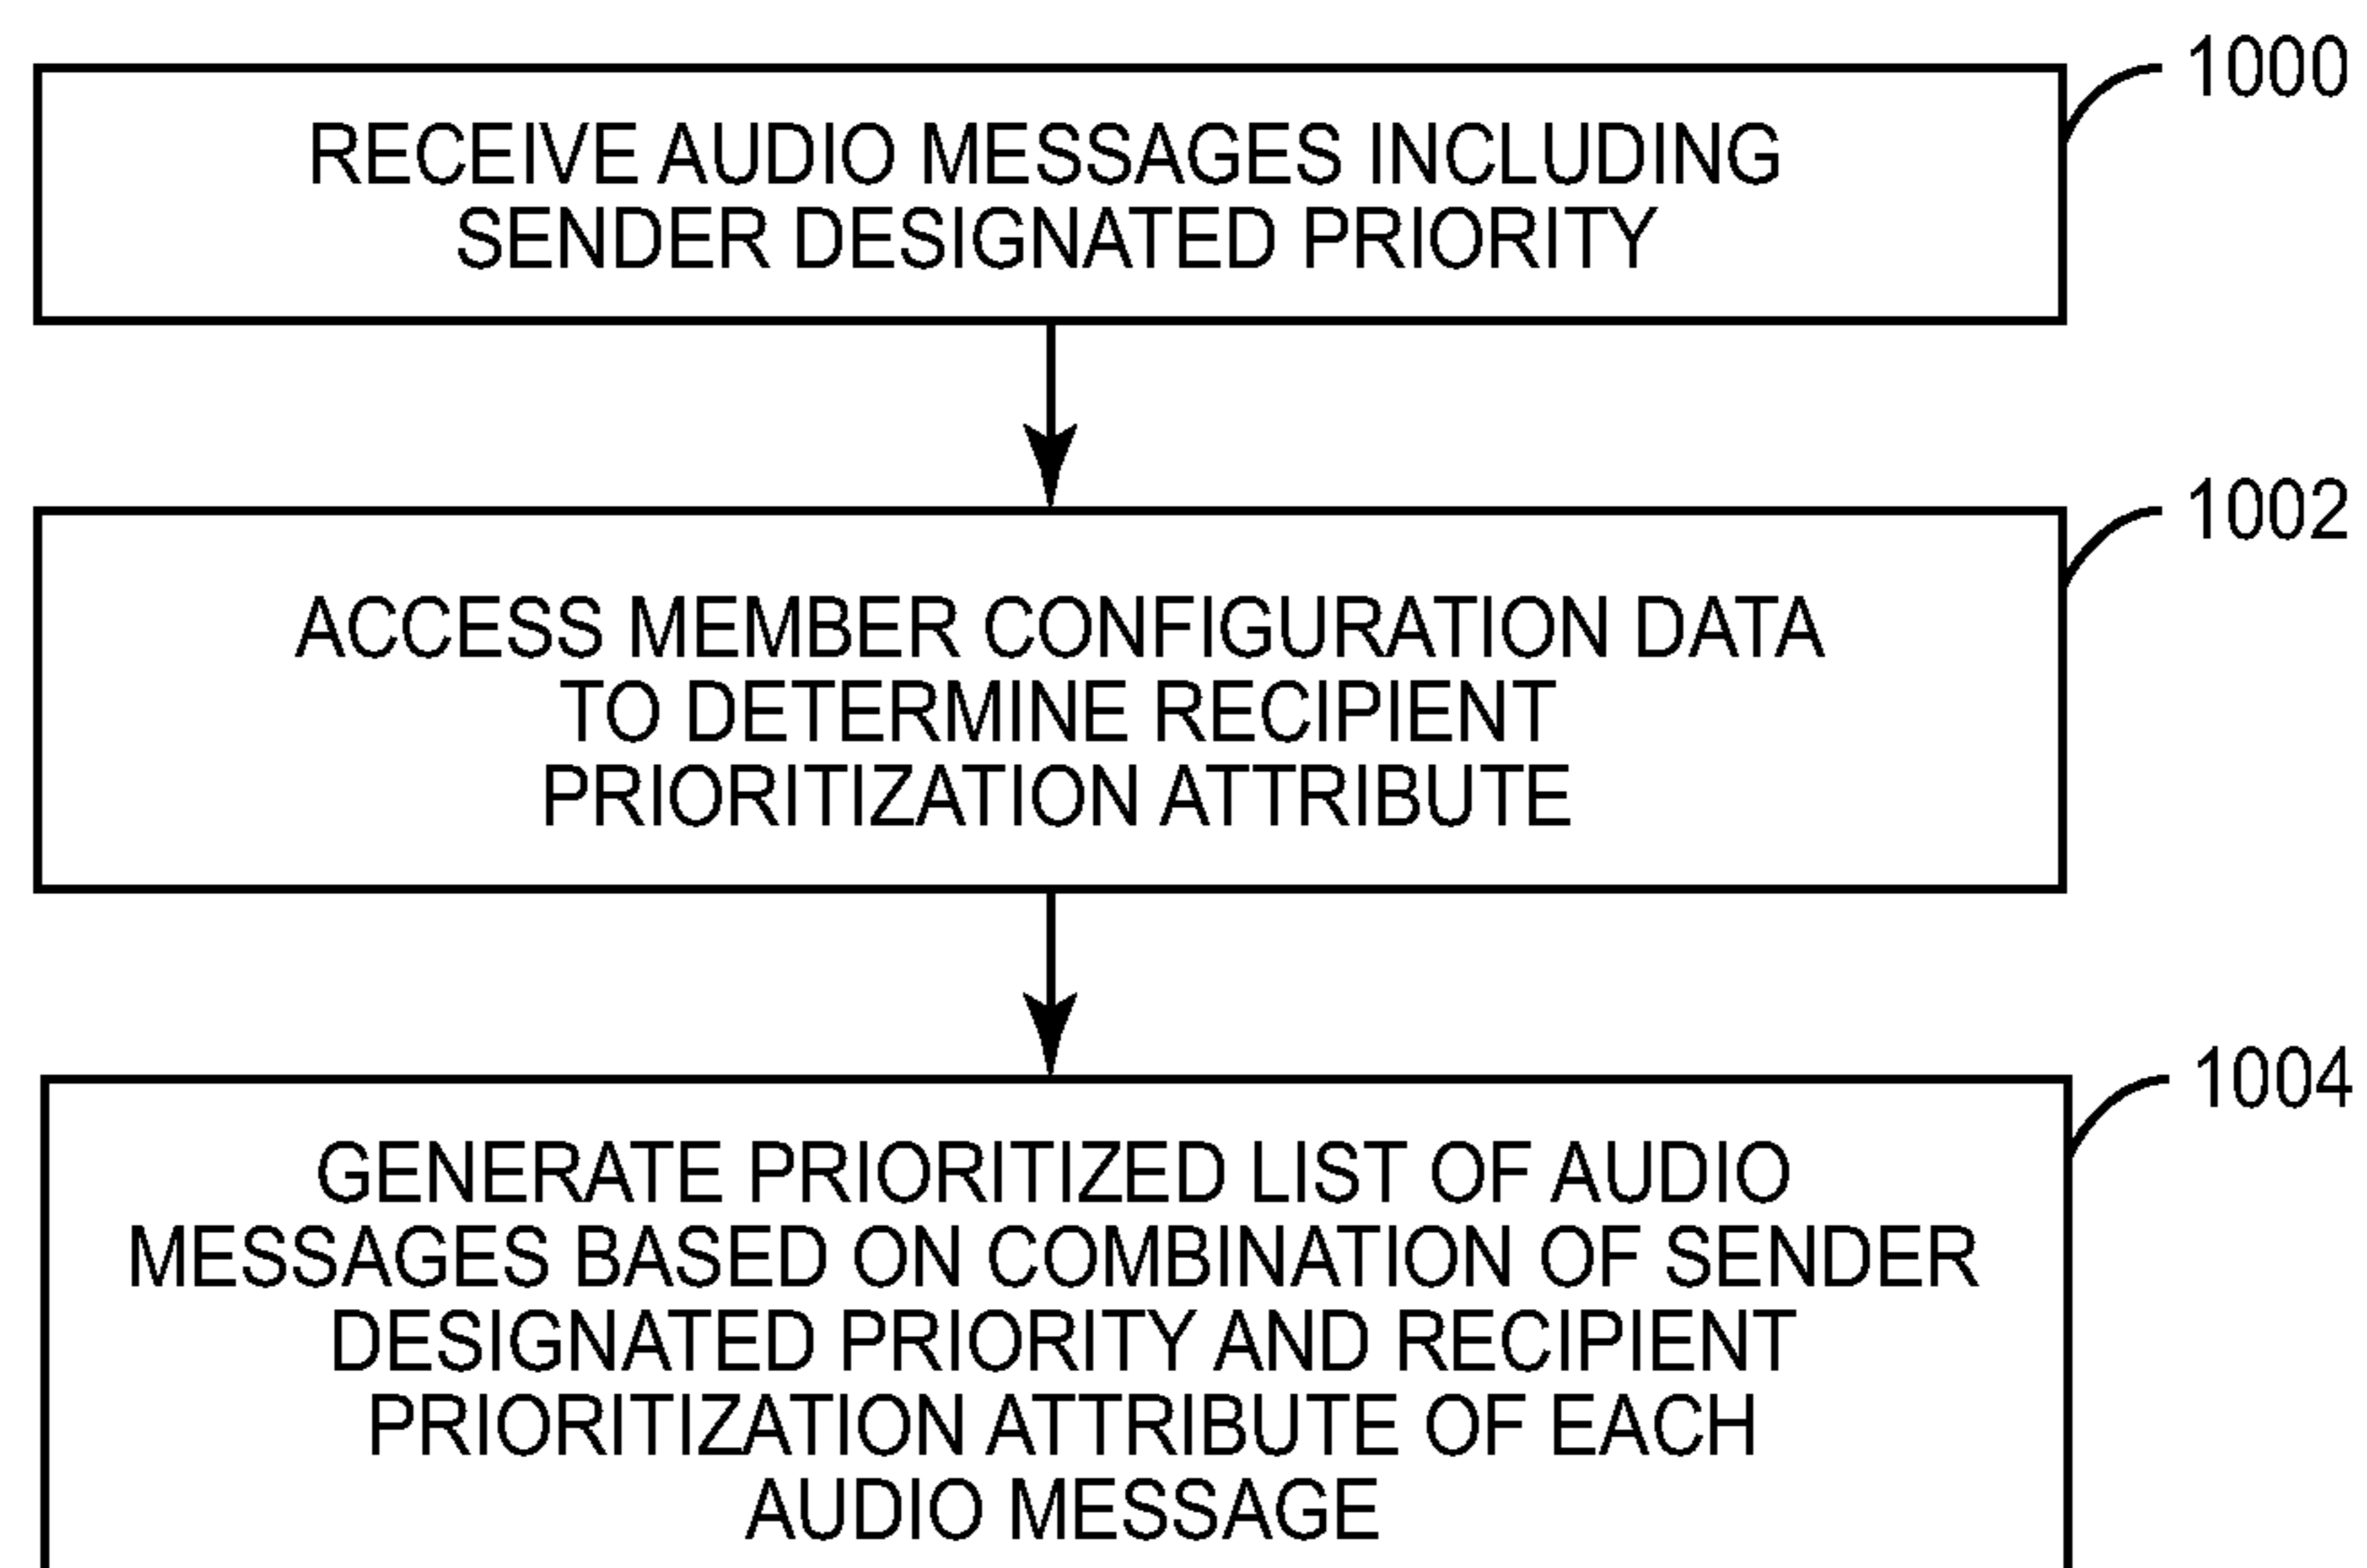 1000
RECEIVE AUDIO MESSAGES INCLUDING
SENDER DESIGNATED PRIORITY
1002
ACCESS MEMBER CONFIGURATION DATA
TO DETERMINE RECIPIENT
PRIORITIZATION ATTRIBUTE
1004
GENERATE PRIORITIZED LIST OF AUDIO
MESSAGES BASED ON COMBINATION OF SENDER
DESIGNATED PRIORITY AND RECIPIENT
PRIORITIZATION ATTRIBUTE OF EACH
AUDIO MESSAGE